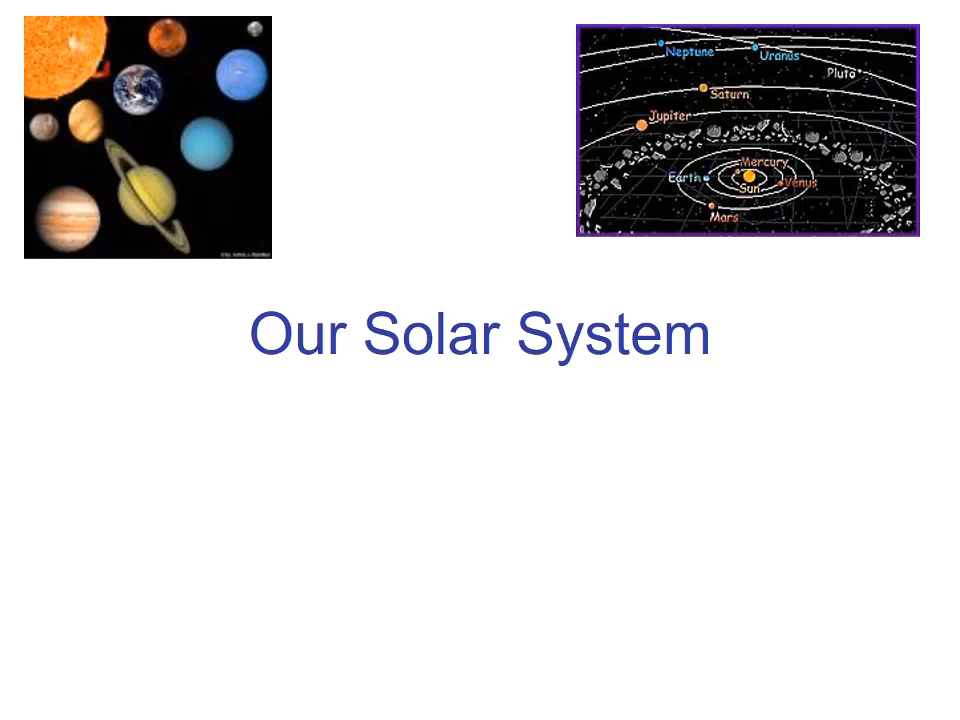 Neptune
Uranus
Pluto
Saturn
Jupiter
Mercury
Earth
Sun
Venus
Mars
Our Solar System